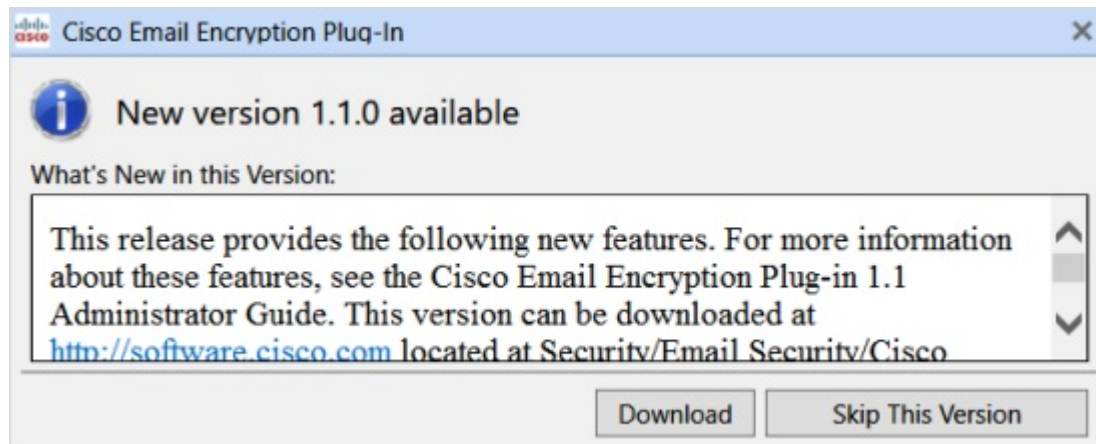 cisco Cisco Email Encryption Plug-In
New version 1.1.0 available
What's New in this Version:
This release provides the following new features. For more information
about these features, see the Cisco Email Encryption Plug-in 1.1
Administrator Guide. This version can be downloaded at
http://software.cisco.com located at Security/Email Security/Cisco
Download Skip This Version